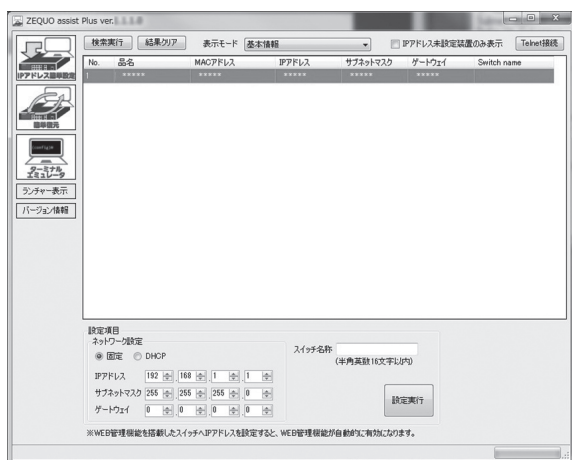 ZEQUO assist Plus ver.1.1.1.0
検索実行 結果クリア 表示モード 基本情報 IPアドレス未設定装置のみ表示 Telnet接続
No. 品名 MACアドレス IPアドレス サブネットマスク ゲートウェイ Switch name
1 ***** ***** ***** ***** *****
IPアドレス簡単設定
簡単復元
ターミナル
エミュレータ
ランチャー表示
バージョン情報
設定項目
ネットワーク設定
固定 DHCP
IPアドレス 192 . 168 . 1 . 1
サブネットマスク 255 . 255 . 255 . 0
ゲートウェイ 0 . 0 . 0 . 0
スイッチ名称
(半角英数16文字以内)
設定実行
※WEB管理機能を搭載したスイッチへIPアドレスを設定すると、WEB管理機能が自動的に有効になります。